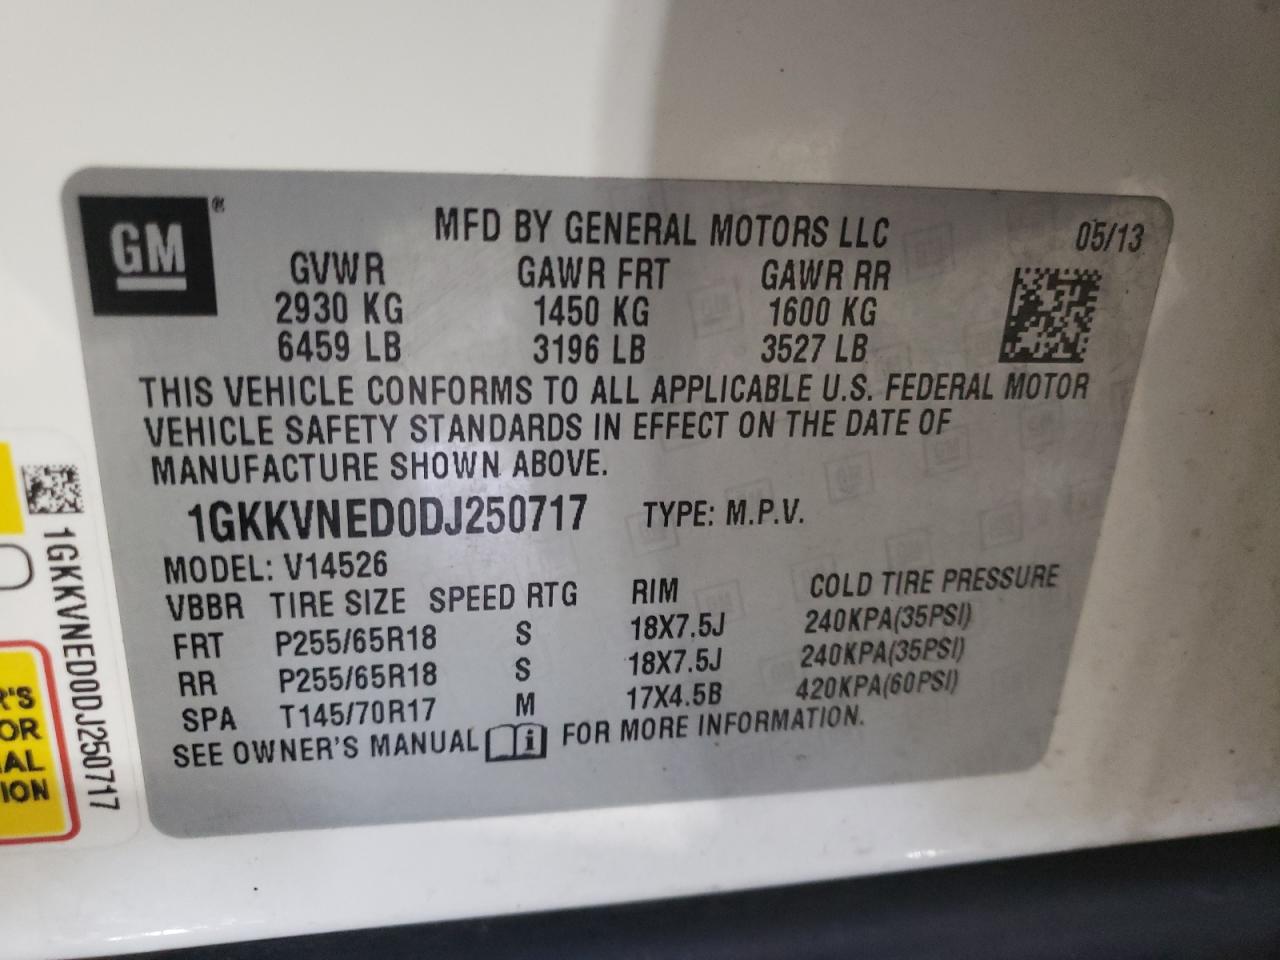 GM ®
MFD BY GENERAL MOTORS LLC
05/13
GVWR GAWR FRT GAWR RR
2930 KG 1450 KG 1600 KG
6459 LB 3196 LB 3527 LB
THIS VEHICLE CONFORMS TO ALL APPLICABLE U.S. FEDERAL MOTOR
VEHICLE SAFETY STANDARDS IN EFFECT ON THE DATE OF
MANUFACTURE SHOWN ABOVE.
1GKKVNED0DJ250717 TYPE: M.P.V.
MODEL: V14526
VBBR TIRE SIZE SPEED RTG RIM COLD TIRE PRESSURE
FRT P255/65R18 S 18X7.5J 240KPA(35PSI)
RR P255/65R18 S 18X7.5J 240KPA(35PSI)
SPA T145/70R17 M 17X4.5B 420KPA(60PSI)
SEE OWNER'S MANUAL i FOR MORE INFORMATION.
1GKKVNED0DJ250717
R'S
OR
AL
ION